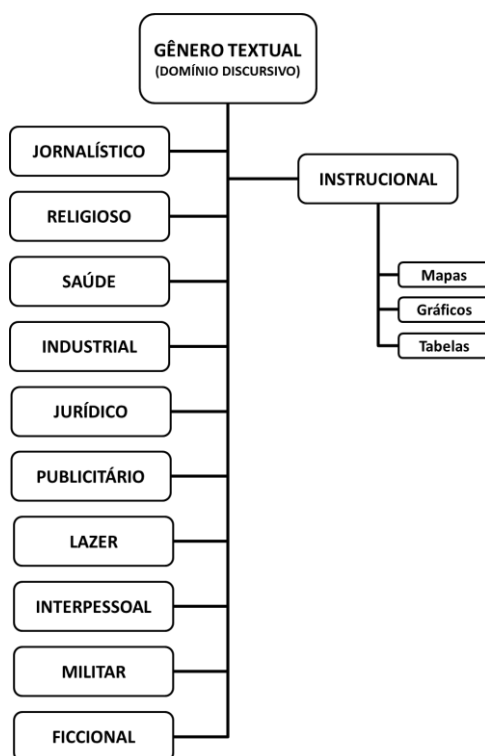 GÊNERO TEXTUAL
(DOMÍNIO DISCURSIVO)
JORNALÍSTICO
RELIGIOSO
SAÚDE
INDUSTRIAL
JURÍDICO
PUBLICITÁRIO
LAZER
INTERPESSOAL
MILITAR
FICCIONAL
INSTRUCIONAL
Mapas
Gráficos
Tabelas